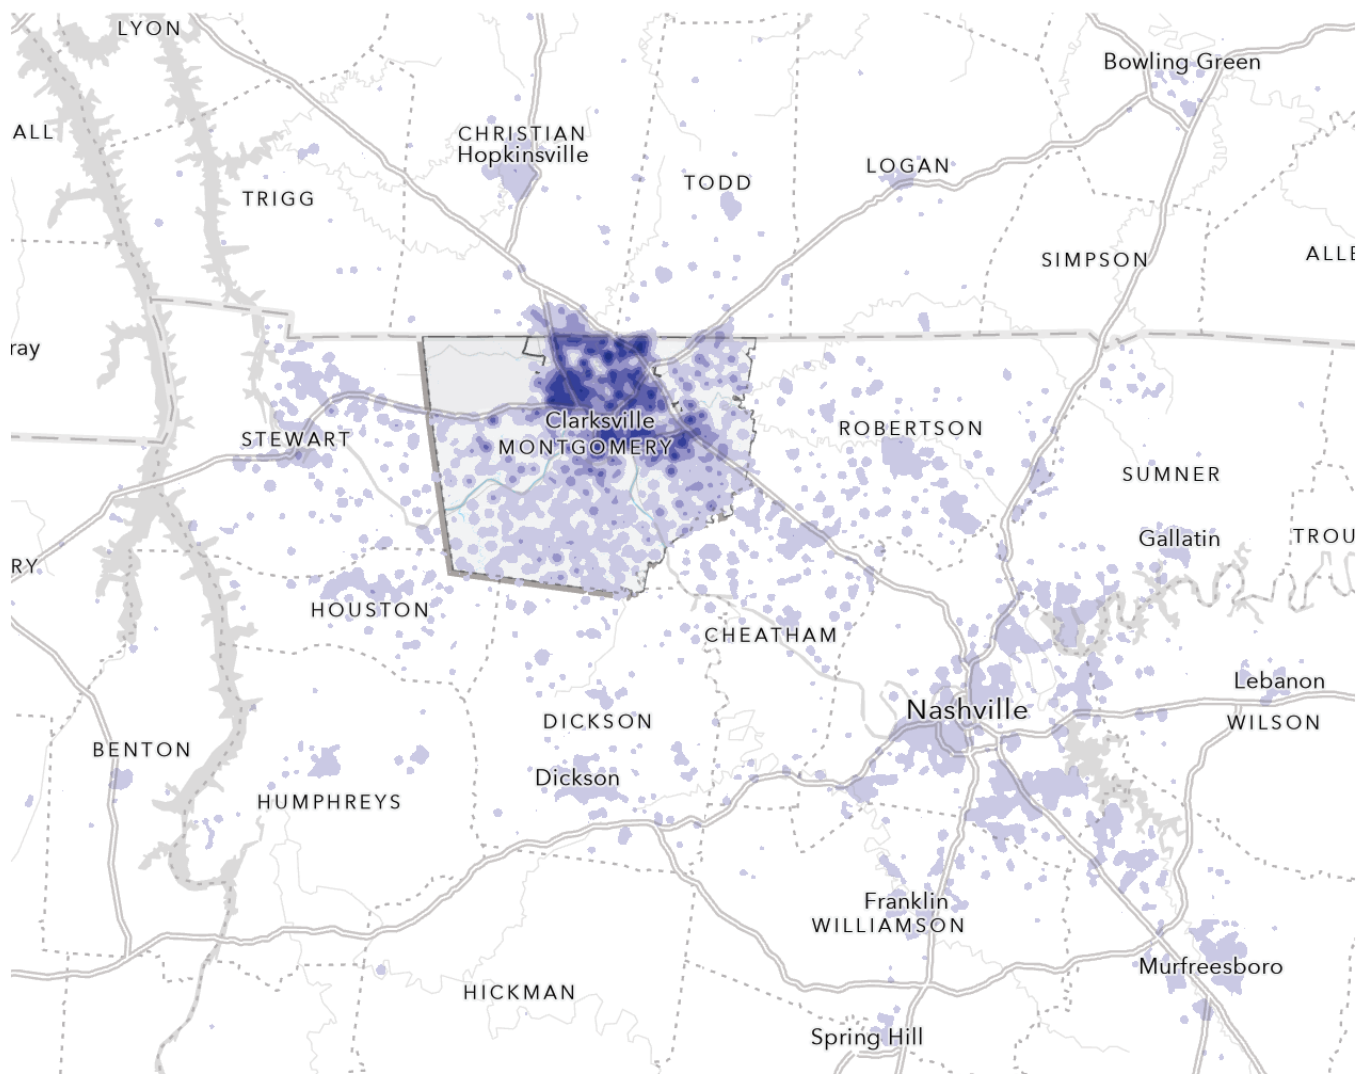 LYON
Bowling Green
ALL
CHRISTIAN
Hopkinsville
LOGAN
TODD
TRIGG
SIMPSON
ALLE
ray
Clarksville
MONTGOMERY
STEWART
ROBERTSON
SUMNER
Gallatin
TROU
RY
HOUSTON
CHEATHAM
Lebanon
Nashville
DICKSON
WILSON
BENTON
Dickson
HUMPHREYS
Franklin
WILLIAMSON
Murfreesboro
HICKMAN
Spring Hill